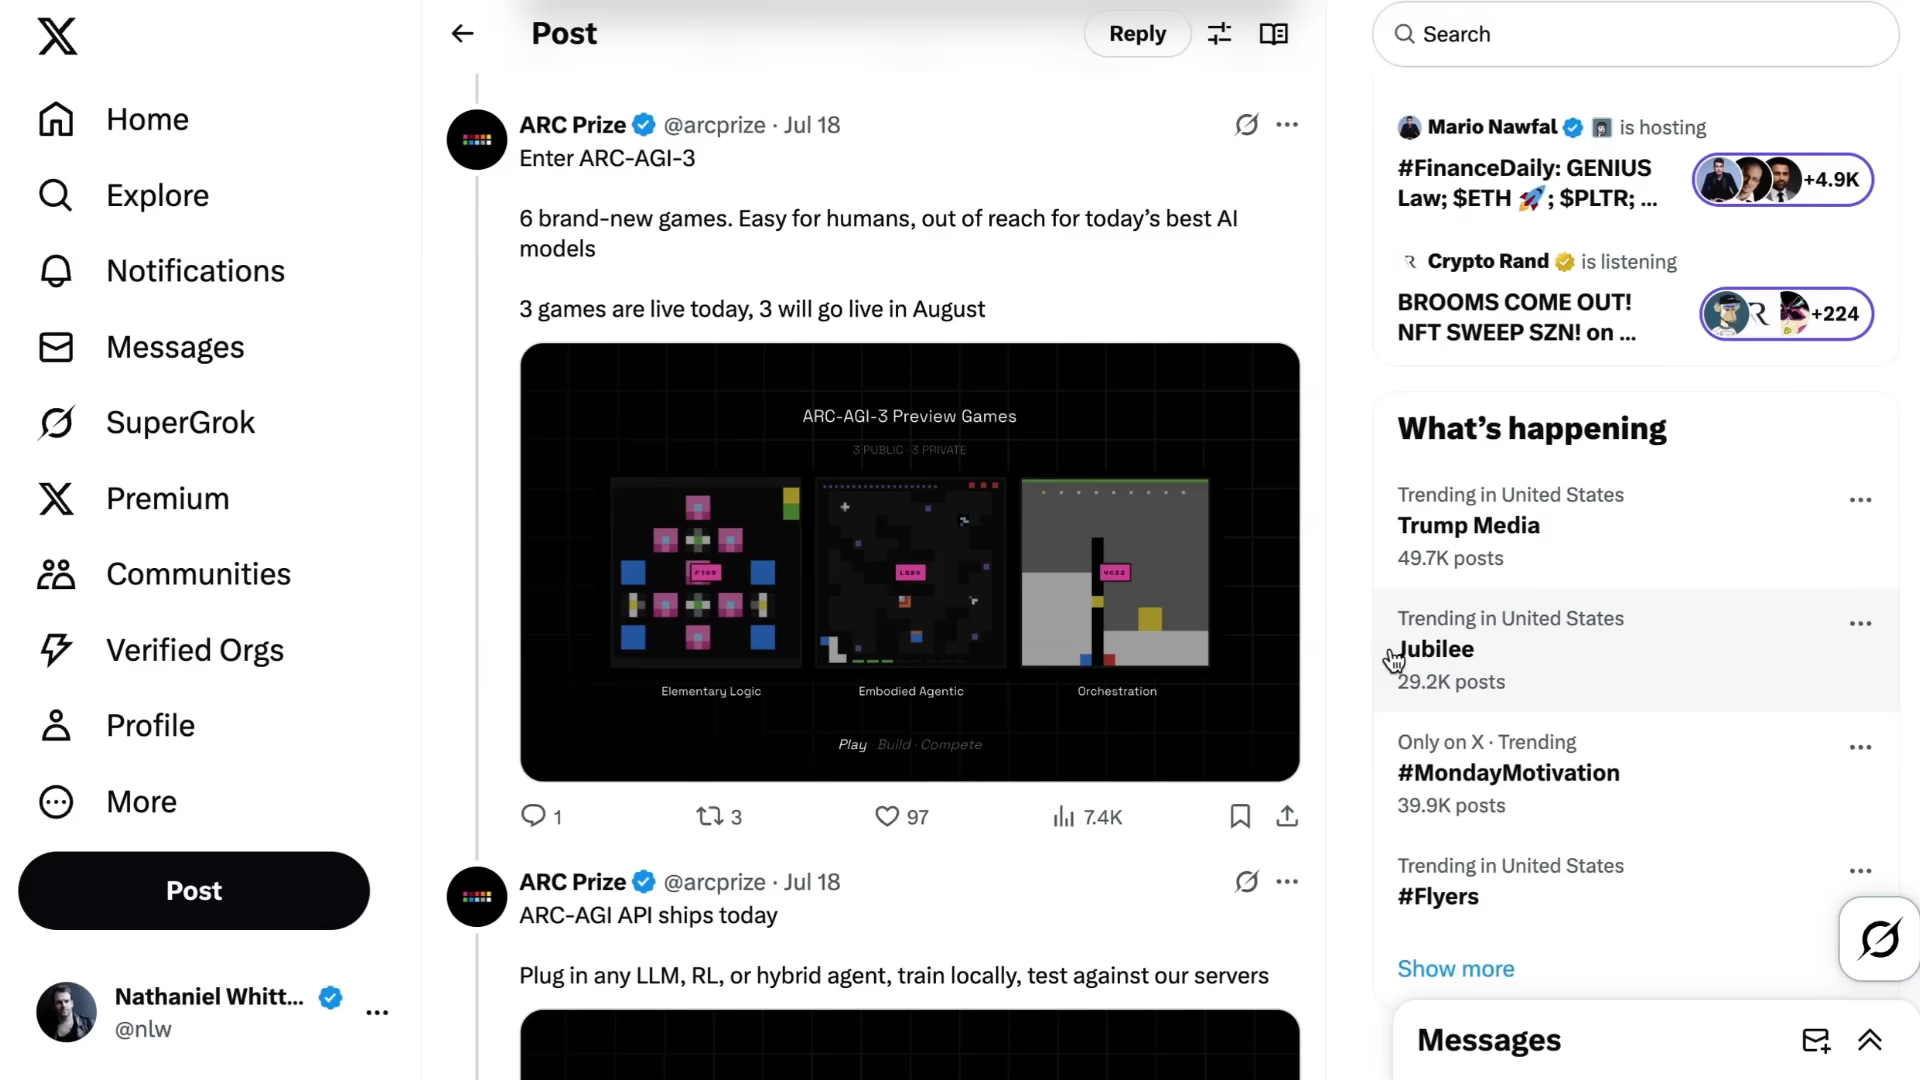 Home
Explore
Notifications
Messages
SuperGrok
Premium
Communities
Verified Orgs
Profile
More
Post
Nathaniel Whitt...
@nlw
Post
Reply
ARC Prize @arcprize · Jul 18
Enter ARC-AGI-3
6 brand-new games. Easy for humans, out of reach for today’s best AI
models
3 games are live today, 3 will go live in August
ARC-AGI-3 Preview Games
3 PUBLIC · 3 PRIVATE
Elementary Logic
Embodied Agentic
Orchestration
Play · Build · Compete
1
3
97
7.4K
ARC Prize @arcprize · Jul 18
ARC-AGI API ships today
Plug in any LLM, RL, or hybrid agent, train locally, test against our servers
Search
Mario Nawfal is hosting
#FinanceDaily: GENIUS
Law; $ETH 🚀; $PLTR; ...
+4.9K
Crypto Rand is listening
BROOMS COME OUT!
NFT SWEEP SZN! on ...
+224
What’s happening
Trending in United States
Trump Media
49.7K posts
Trending in United States
Jubilee
29.2K posts
Only on X · Trending
#MondayMotivation
39.9K posts
Trending in United States
#Flyers
Show more
Messages